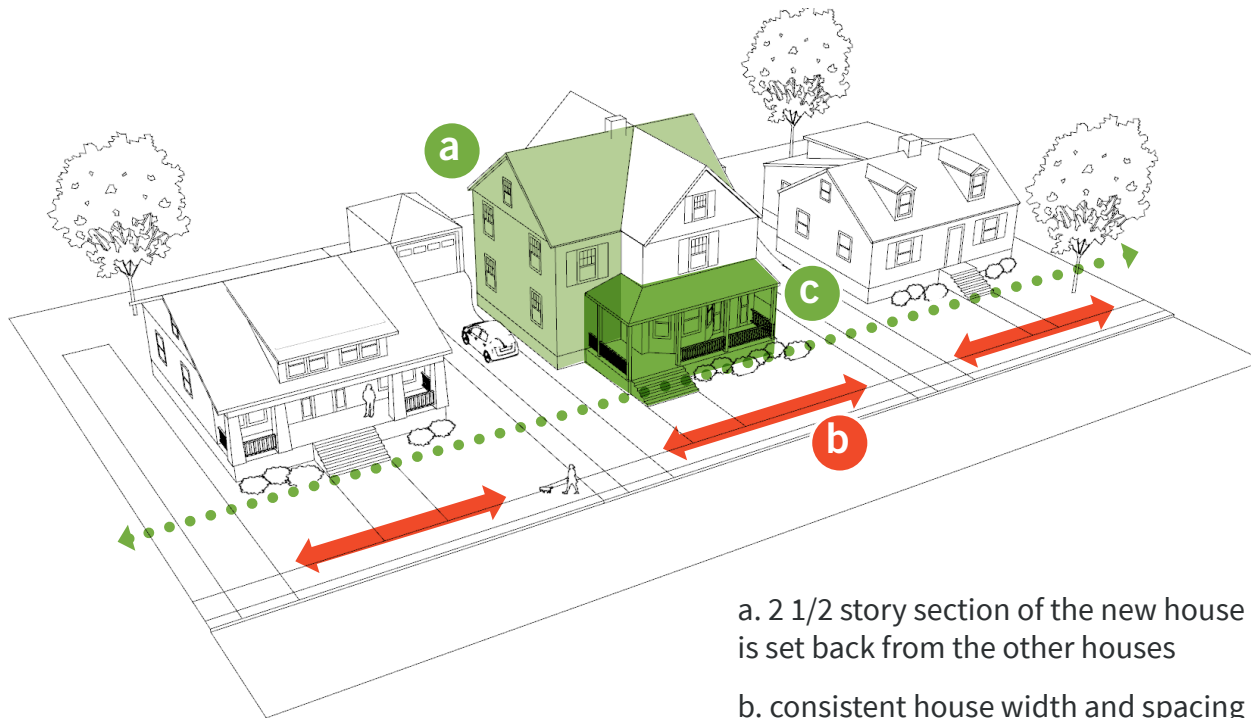 a
c
b
a. 2 1/2 story section of the new house
is set back from the other houses
b. consistent house width and spacing